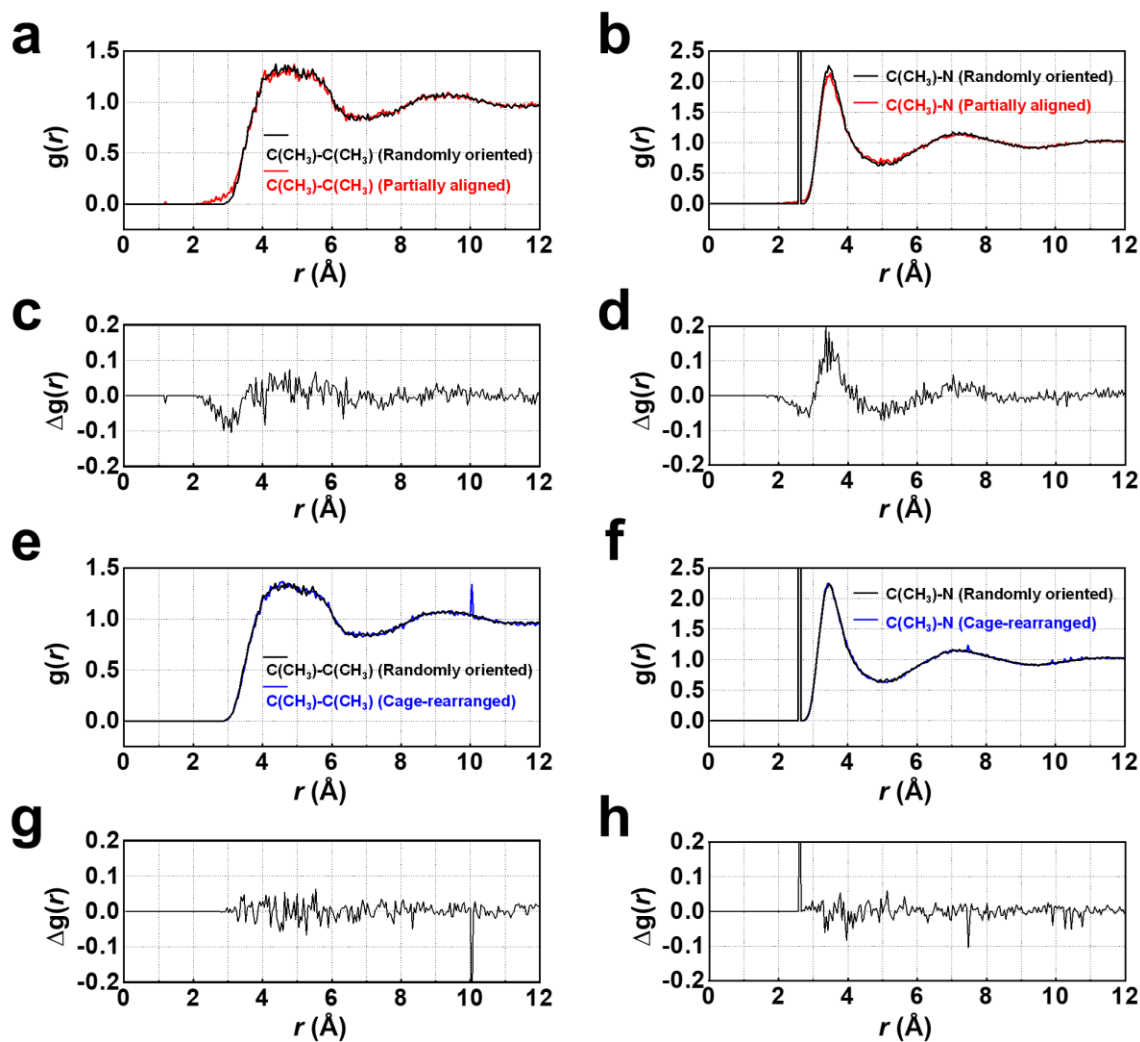 a
g(r)
1.5
1.0
0.5
0.0
C(CH₃)-C(CH₃) (Randomly oriented)
C(CH₃)-C(CH₃) (Partially aligned)
0 2 4 6 8 10 12
r (Å)
b
g(r)
2.5
2.0
1.5
1.0
0.5
0.0
C(CH₃)-N (Randomly oriented)
C(CH₃)-N (Partially aligned)
0 2 4 6 8 10 12
r (Å)
c
Δg(r)
0.2
0.1
0.0
-0.1
-0.2
0 2 4 6 8 10 12
r (Å)
d
Δg(r)
0.2
0.1
0.0
-0.1
-0.2
0 2 4 6 8 10 12
r (Å)
e
g(r)
1.5
1.0
0.5
0.0
C(CH₃)-C(CH₃) (Randomly oriented)
C(CH₃)-C(CH₃) (Cage-rearranged)
0 2 4 6 8 10 12
r (Å)
f
g(r)
2.5
2.0
1.5
1.0
0.5
0.0
C(CH₃)-N (Randomly oriented)
C(CH₃)-N (Cage-rearranged)
0 2 4 6 8 10 12
r (Å)
g
Δg(r)
0.2
0.1
0.0
-0.1
-0.2
0 2 4 6 8 10 12
r (Å)
h
Δg(r)
0.2
0.1
0.0
-0.1
-0.2
0 2 4 6 8 10 12
r (Å)